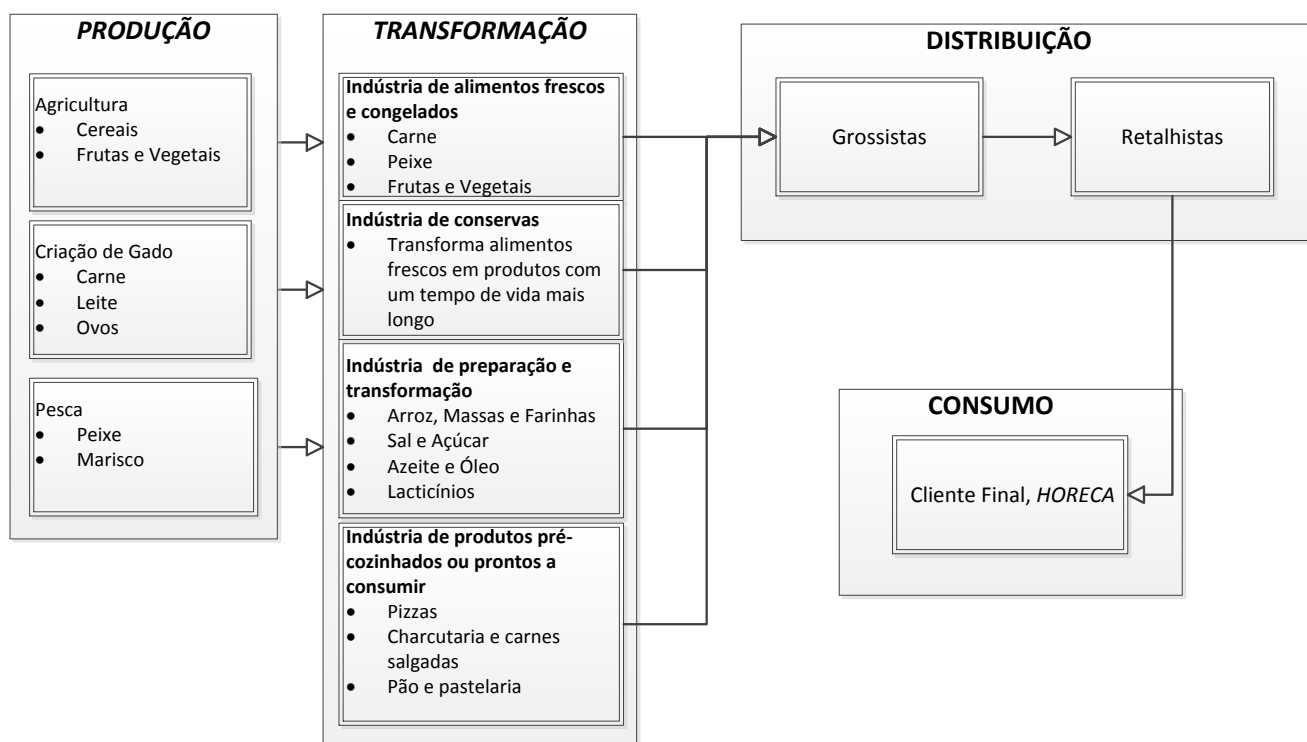 PRODUÇÃO
Agricultura
• Cereais
• Frutas e Vegetais
Criação de Gado
• Carne
• Leite
• Ovos
Pesca
• Peixe
• Marisco
TRANSFORMAÇÃO
Indústria de alimentos frescos
e congelados
• Carne
• Peixe
• Frutas e Vegetais
Indústria de conservas
• Transforma alimentos
frescos em produtos com
um tempo de vida mais
longo
Indústria de preparação e
transformação
• Arroz, Massas e Farinhas
• Sal e Açúcar
• Azeite e Óleo
• Lacticínios
Indústria de produtos pré-
cozinhados ou prontos a
consumir
• Pizzas
• Charcutaria e carnes
salgadas
• Pão e pastelaria
DISTRIBUIÇÃO
Grossistas
Retalhistas
CONSUMO
Cliente Final, HORECA